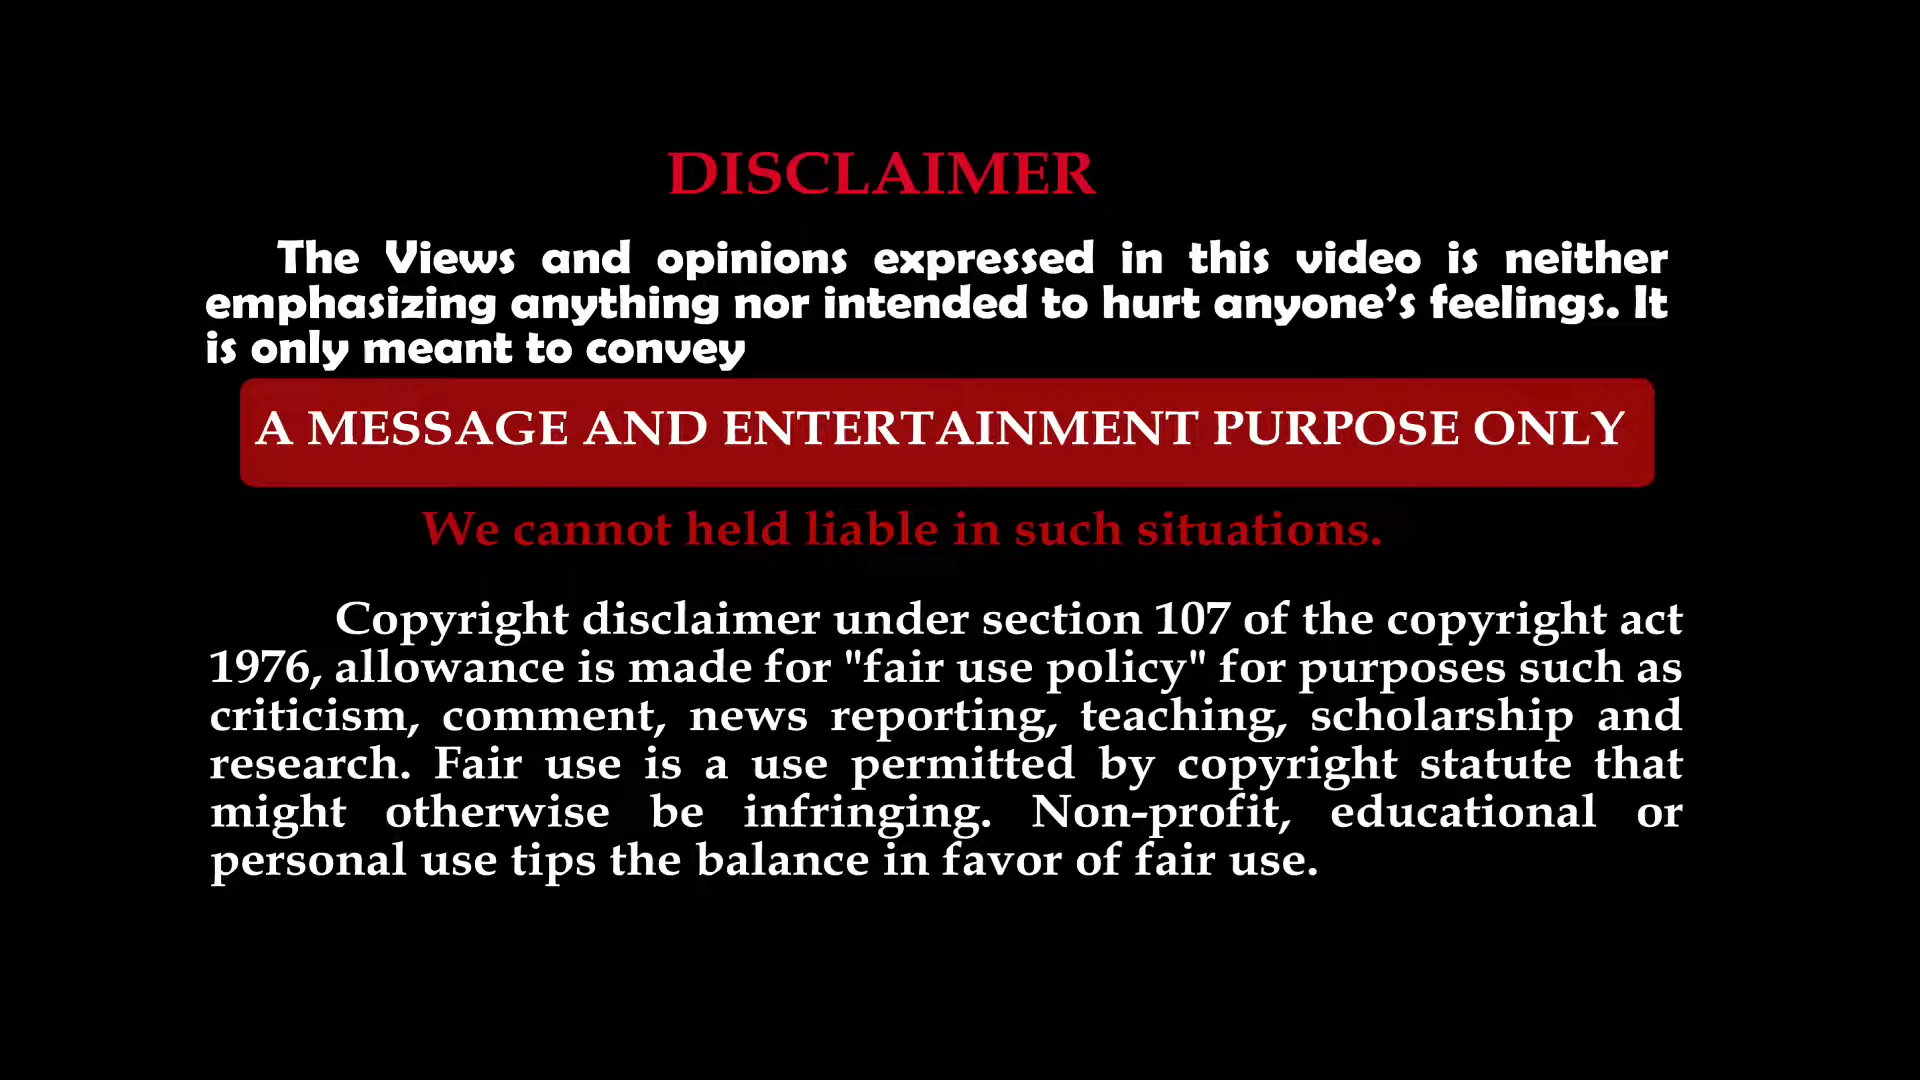 DISCLAIMER
The Views and opinions expressed in this video is neither
emphasizing anything nor intended to hurt anyone’s feelings. It
is only meant to convey
A MESSAGE AND ENTERTAINMENT PURPOSE ONLY
We cannot held liable in such situations.
Copyright disclaimer under section 107 of the copyright act
1976, allowance is made for "fair use policy" for purposes such as
criticism, comment, news reporting, teaching, scholarship and
research. Fair use is a use permitted by copyright statute that
might otherwise be infringing. Non-profit, educational or
personal use tips the balance in favor of fair use.